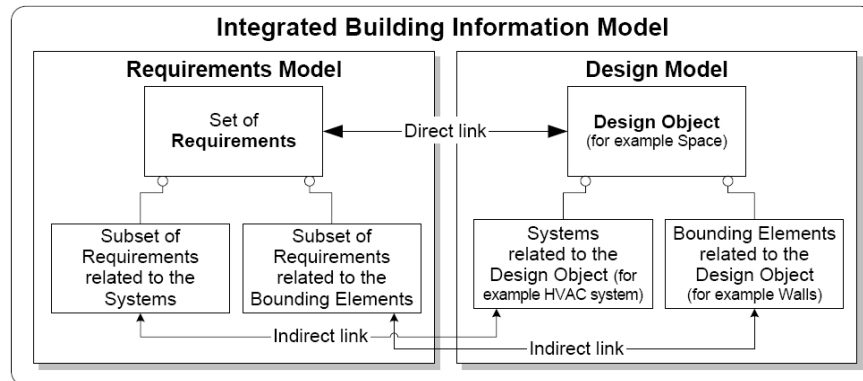 Integrated Building Information Model
Requirements Model
Set of
Requirements
Subset of
Requirements
related to the
Systems
Subset of
Requirements
related to the
Bounding Elements
Direct link
Design Model
Design Object
(for example Space)
Systems
related to the
Design Object (for
example HVAC system)
Bounding Elements
related to the
Design Object
(for example Walls)
Indirect link
Indirect link